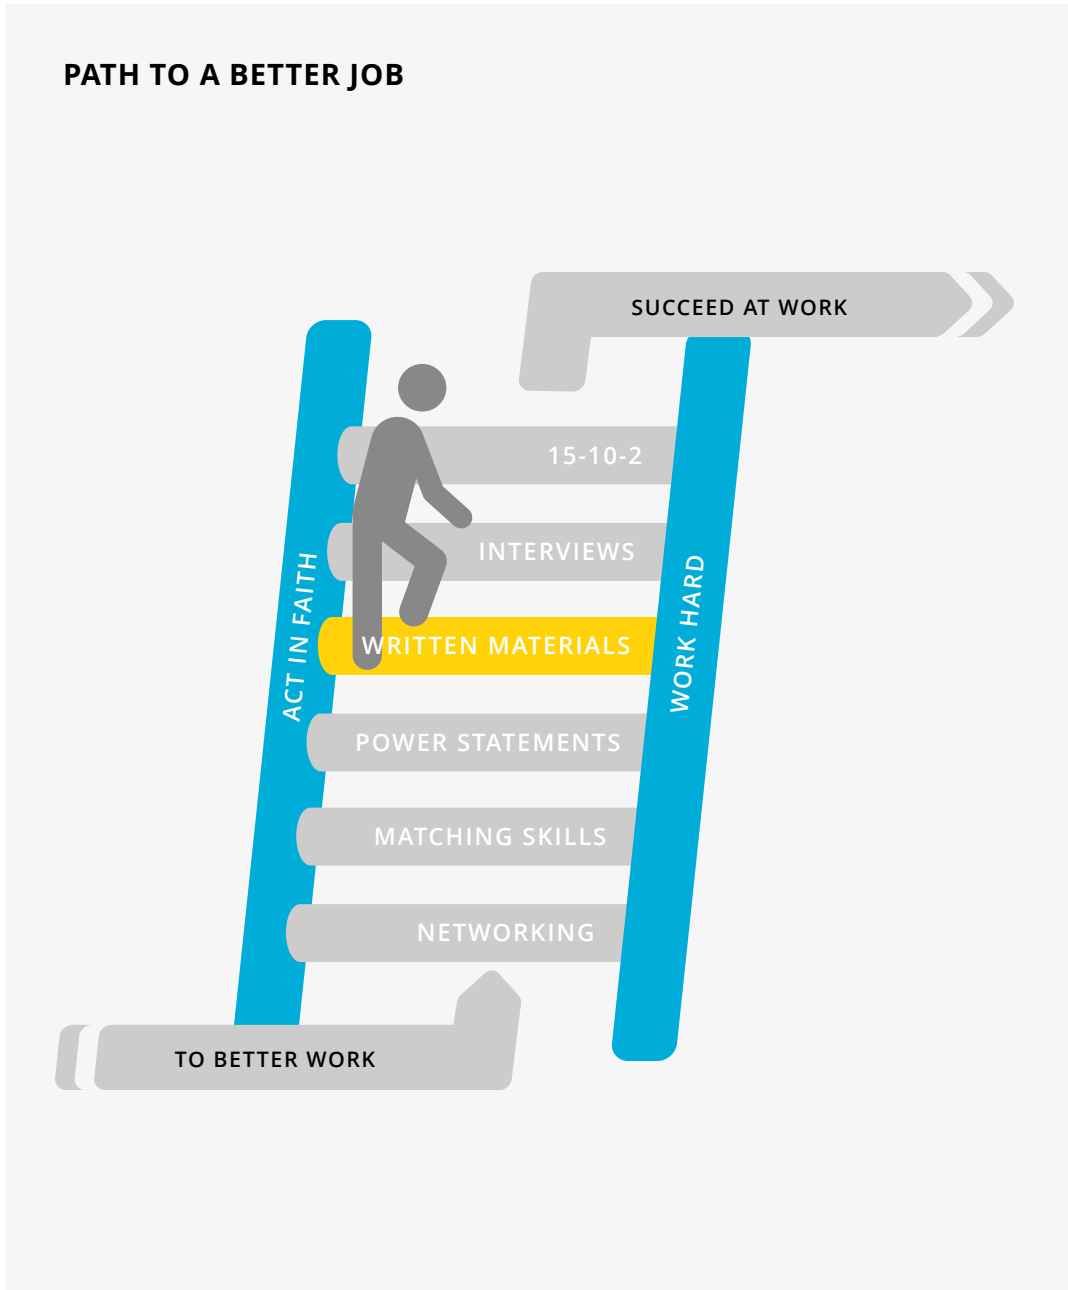 PATH TO A BETTER JOB
SUCCEED AT WORK
15-10-2
INTERVIEWS
ACT IN FAITH
WORK HARD
WRITTEN MATERIALS
POWER STATEMENTS
MATCHING SKILLS
NETWORKING
TO BETTER WORK